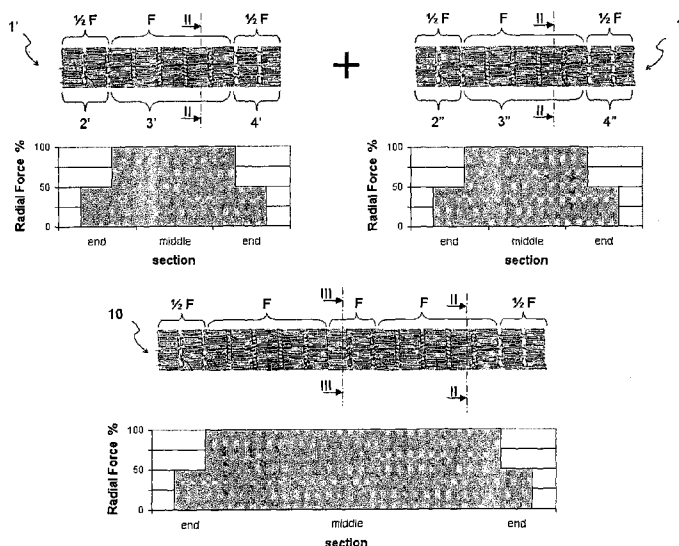 ½ F F II ½ F
1'
+
½ F F II ½ F
2' 3' II 4'
2" 3" II 4"
Radial Force %
100
50
0
end middle end
section
Radial Force %
100
50
0
end middle end
section
III
½ F F F F II ½ F
10
III II
Radial Force %
100
50
0
end middle end
section